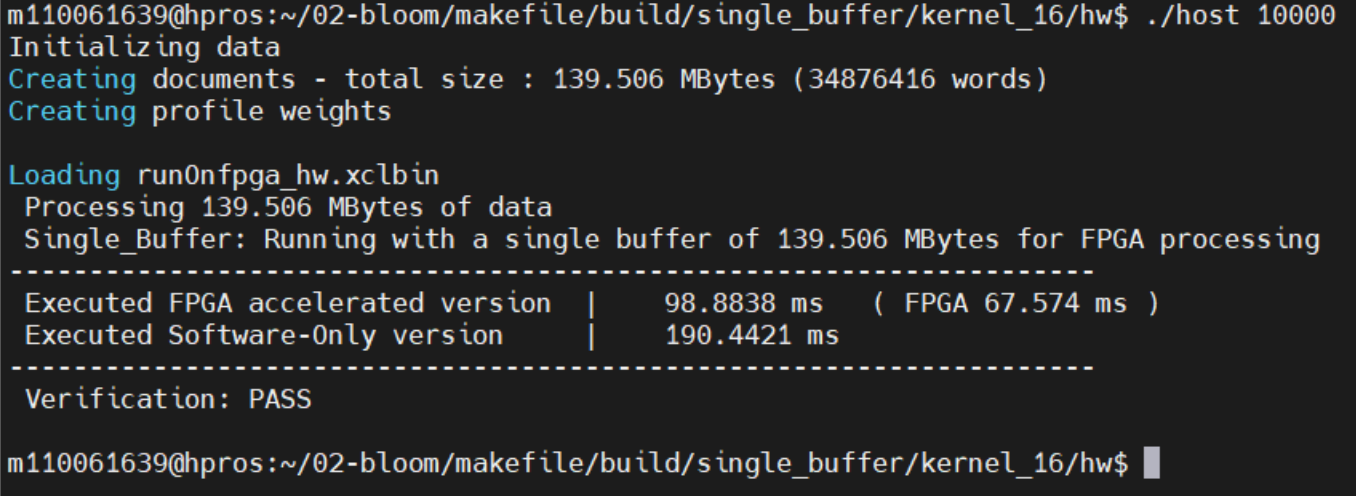 m110061639@hpros:~/02-bloom/makefile/build/single_buffer/kernel_16/hw$ ./host 10000
Initializing data
Creating documents - total size : 139.506 MBytes (34876416 words)
Creating profile weights

Loading runOnfpga_hw.xclbin
 Processing 139.506 MBytes of data
 Single_Buffer: Running with a single buffer of 139.506 MBytes for FPGA processing
--------------------------------------------------------------------
 Executed FPGA accelerated version  |    98.8838 ms   ( FPGA 67.574 ms )
 Executed Software-Only version     |    190.4421 ms
--------------------------------------------------------------------
 Verification: PASS

m110061639@hpros:~/02-bloom/makefile/build/single_buffer/kernel_16/hw$